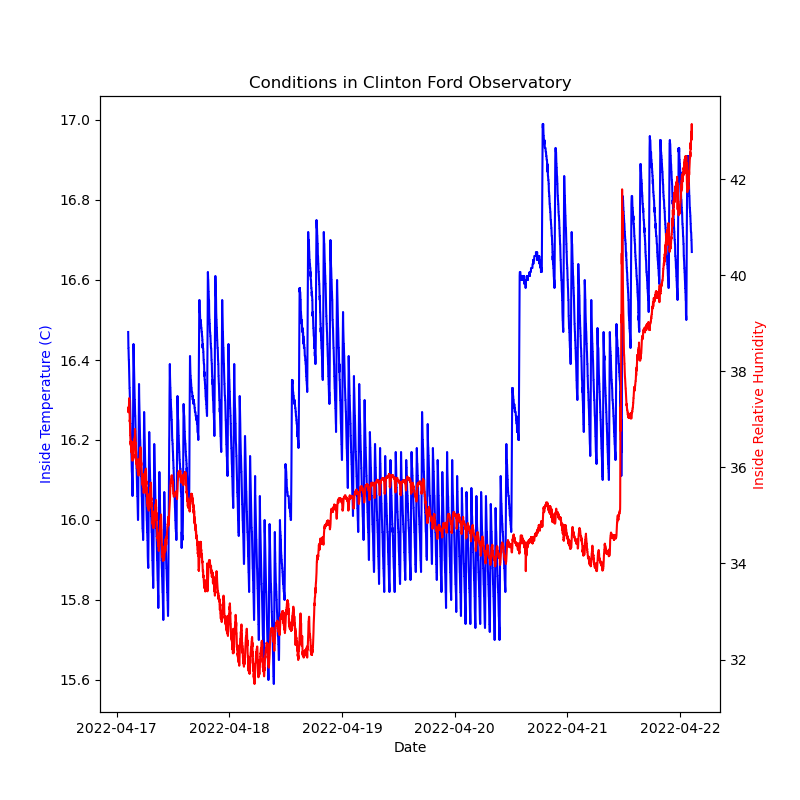 Conditions in Clinton Ford Observatory
17.0
16.8
16.6
16.4
16.2
16.0
15.8
15.6
Inside Temperature (C)
42
40
38
36
34
32
Inside Relative Humidity
2022-04-17 2022-04-18 2022-04-19 2022-04-20 2022-04-21 2022-04-22
Date